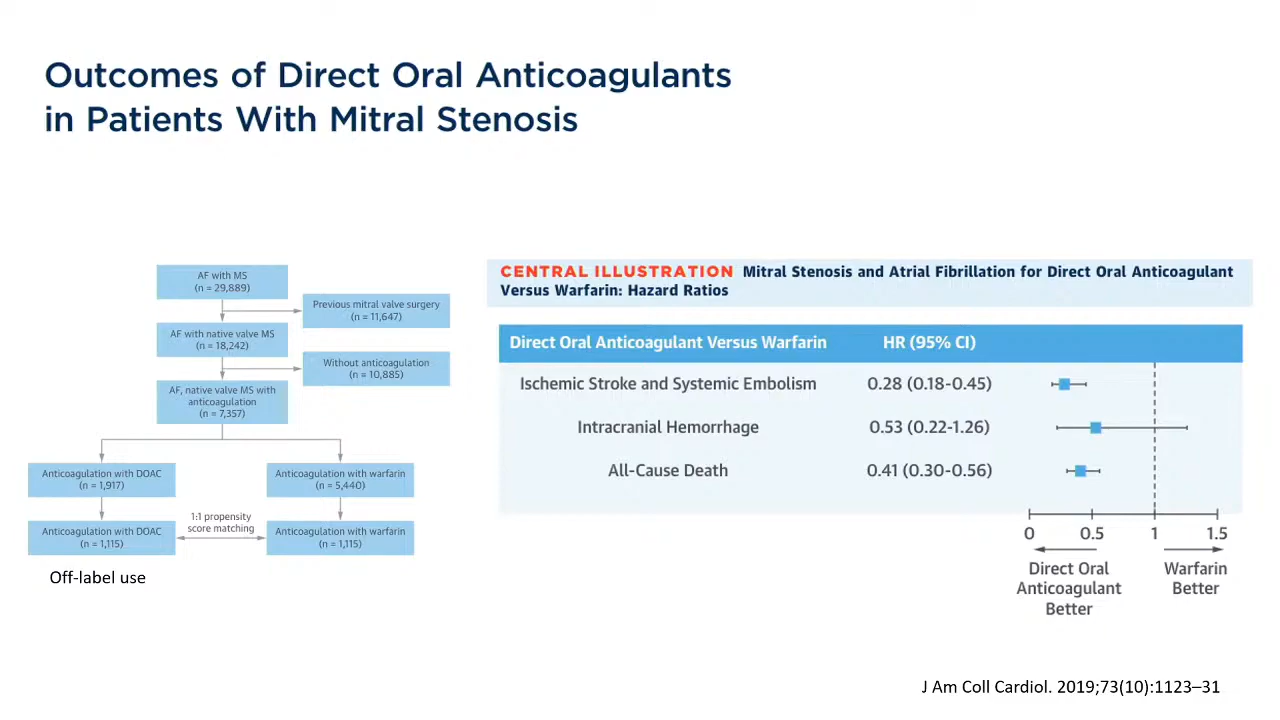 Outcomes of Direct Oral Anticoagulants
in Patients With Mitral Stenosis
AF with MS
(n = 29,889)
Previous mitral valve surgery
(n = 11,647)
AF with native valve MS
(n = 18,242)
Without anticoagulation
(n = 10,885)
AF, native valve MS with
anticoagulation
(n = 7,357)
Anticoagulation with DOAC
(n = 1,917)
Anticoagulation with warfarin
(n = 5,440)
1:1 propensity
score matching
Anticoagulation with DOAC
(n = 1,115)
Anticoagulation with warfarin
(n = 1,115)
Off-label use
CENTRAL ILLUSTRATION Mitral Stenosis and Atrial Fibrillation for Direct Oral Anticoagulant
Versus Warfarin: Hazard Ratios
Direct Oral Anticoagulant Versus Warfarin HR (95% CI)
Ischemic Stroke and Systemic Embolism 0.28 (0.18-0.45)
Intracranial Hemorrhage 0.53 (0.22-1.26)
All-Cause Death 0.41 (0.30-0.56)
0 0.5 1 1.5
Direct Oral
Anticoagulant
Better
Warfarin
Better
J Am Coll Cardiol. 2019;73(10):1123–31